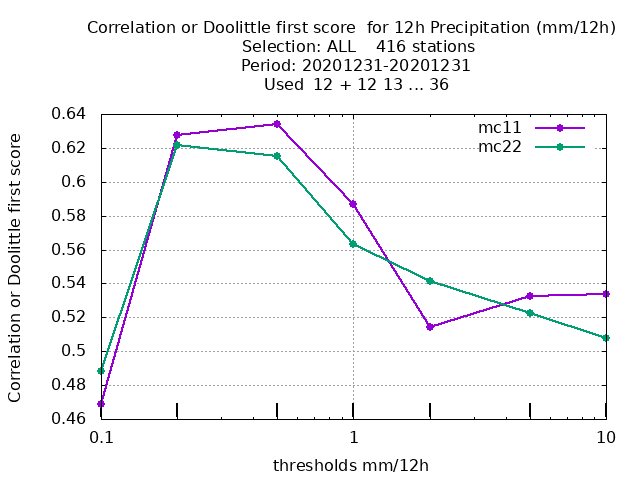 Correlation or Doolittle first score  for 12h Precipitation (mm/12h)
Selection: ALL    416 stations
Period: 20201231-20201231
Used  12 + 12 13 ... 36
mc11
mc22
Correlation or Doolittle first score
0.64
0.62
0.6
0.58
0.56
0.54
0.52
0.5
0.48
0.46
0.1
1
10
thresholds mm/12h